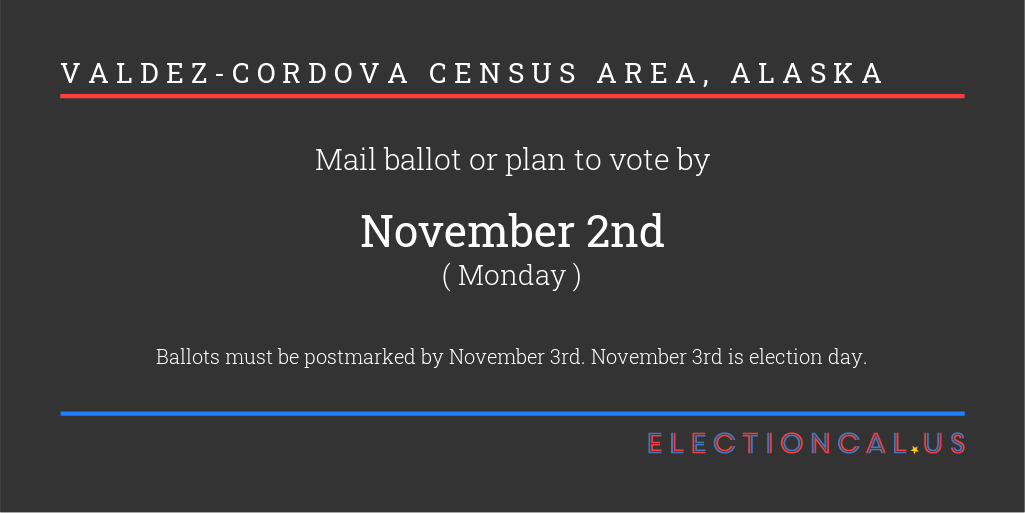 VALDEZ-CORDOVA CENSUS AREA, ALASKA
Mail ballot or plan to vote by
November 2nd
( Monday )
Ballots must be postmarked by November 3rd. November 3rd is election day.
ELECTIONCAL.US